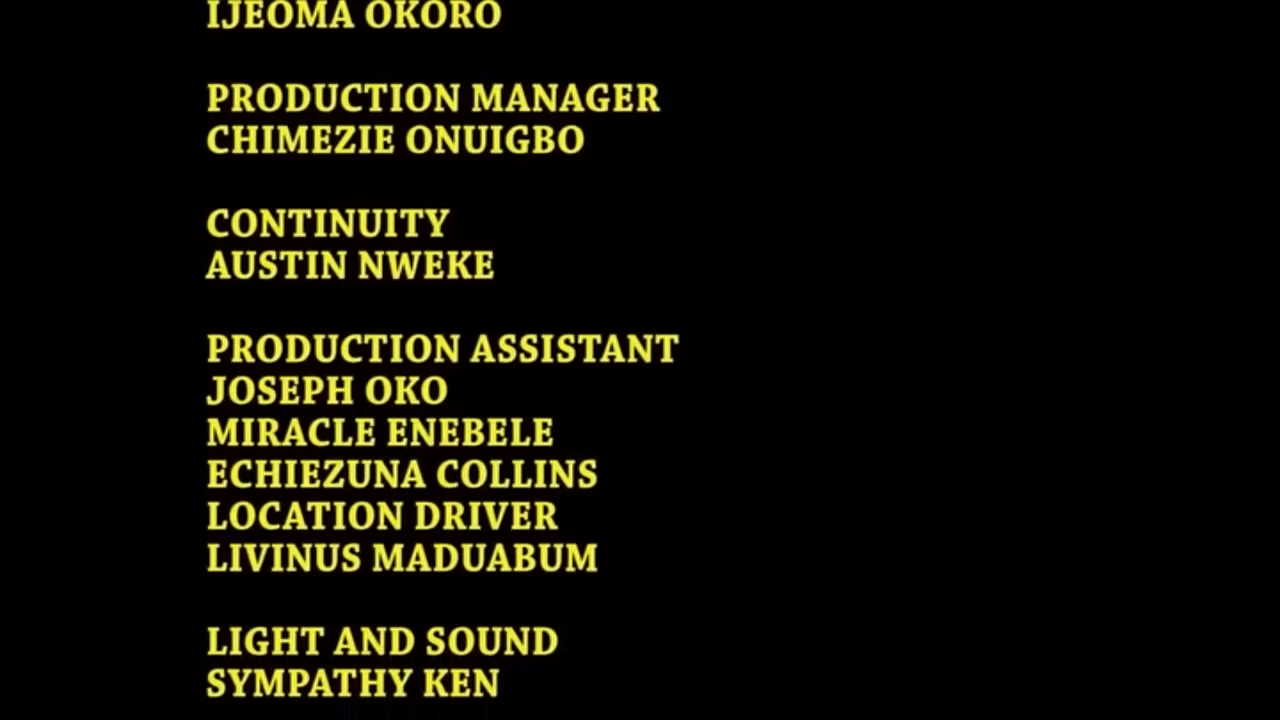 IJEOMA OKORO
PRODUCTION MANAGER
CHIMEZIE ONUIGBO
CONTINUITY
AUSTIN NWEKE
PRODUCTION ASSISTANT
JOSEPH OKO
MIRACLE ENEBELE
ECHIEZUNA COLLINS
LOCATION DRIVER
LIVINUS MADUABUM
LIGHT AND SOUND
SYMPATHY KEN